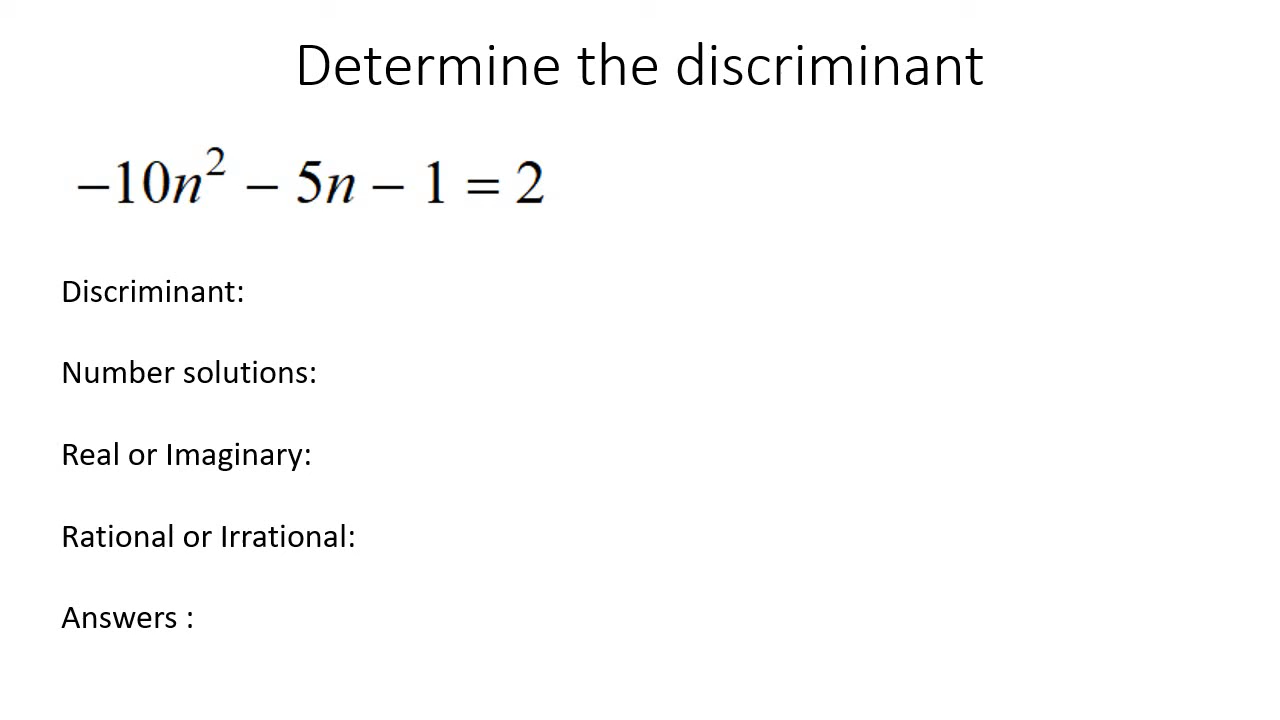 Determine the discriminant
−10n² − 5n − 1 = 2
Discriminant:
Number solutions:
Real or Imaginary:
Rational or Irrational:
Answers :